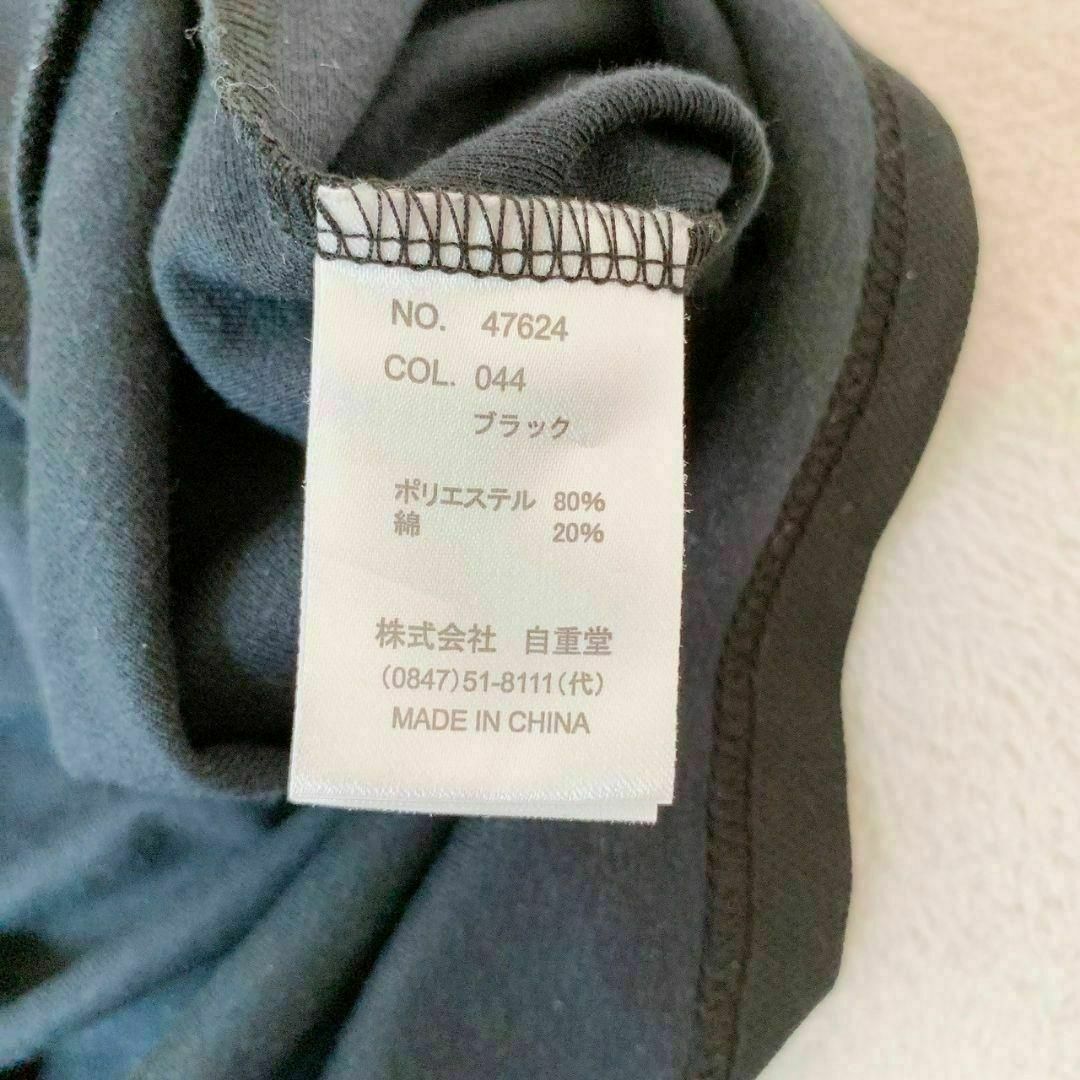 NO. 47624
COL. 044
ブラック
ポリエステル 80%
綿 20%
株式会社 自重堂
(0847)51-8111(代)
MADE IN CHINA